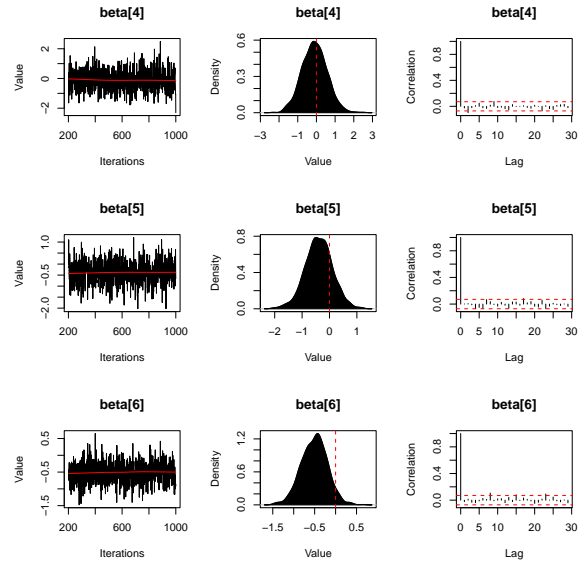 beta[4]
beta[4]
beta[4]
Value
−2
0
2
200
600
1000
Iterations
Density
0.0
0.3
0.6
−3
−1
0
1
2
3
Value
Correlation
0.0
0.4
0.8
0
5
10
20
30
Lag
beta[5]
beta[5]
beta[5]
Value
−2.0
−0.5
1.0
200
600
1000
Iterations
Density
0.0
0.4
0.8
−2
−1
0
1
Value
Correlation
0.0
0.4
0.8
0
5
10
20
30
Lag
beta[6]
beta[6]
beta[6]
Value
−1.5
−0.5
0.5
200
600
1000
Iterations
Density
0.0
0.6
1.2
−1.5
−0.5
0.5
Value
Correlation
0.0
0.4
0.8
0
5
10
20
30
Lag